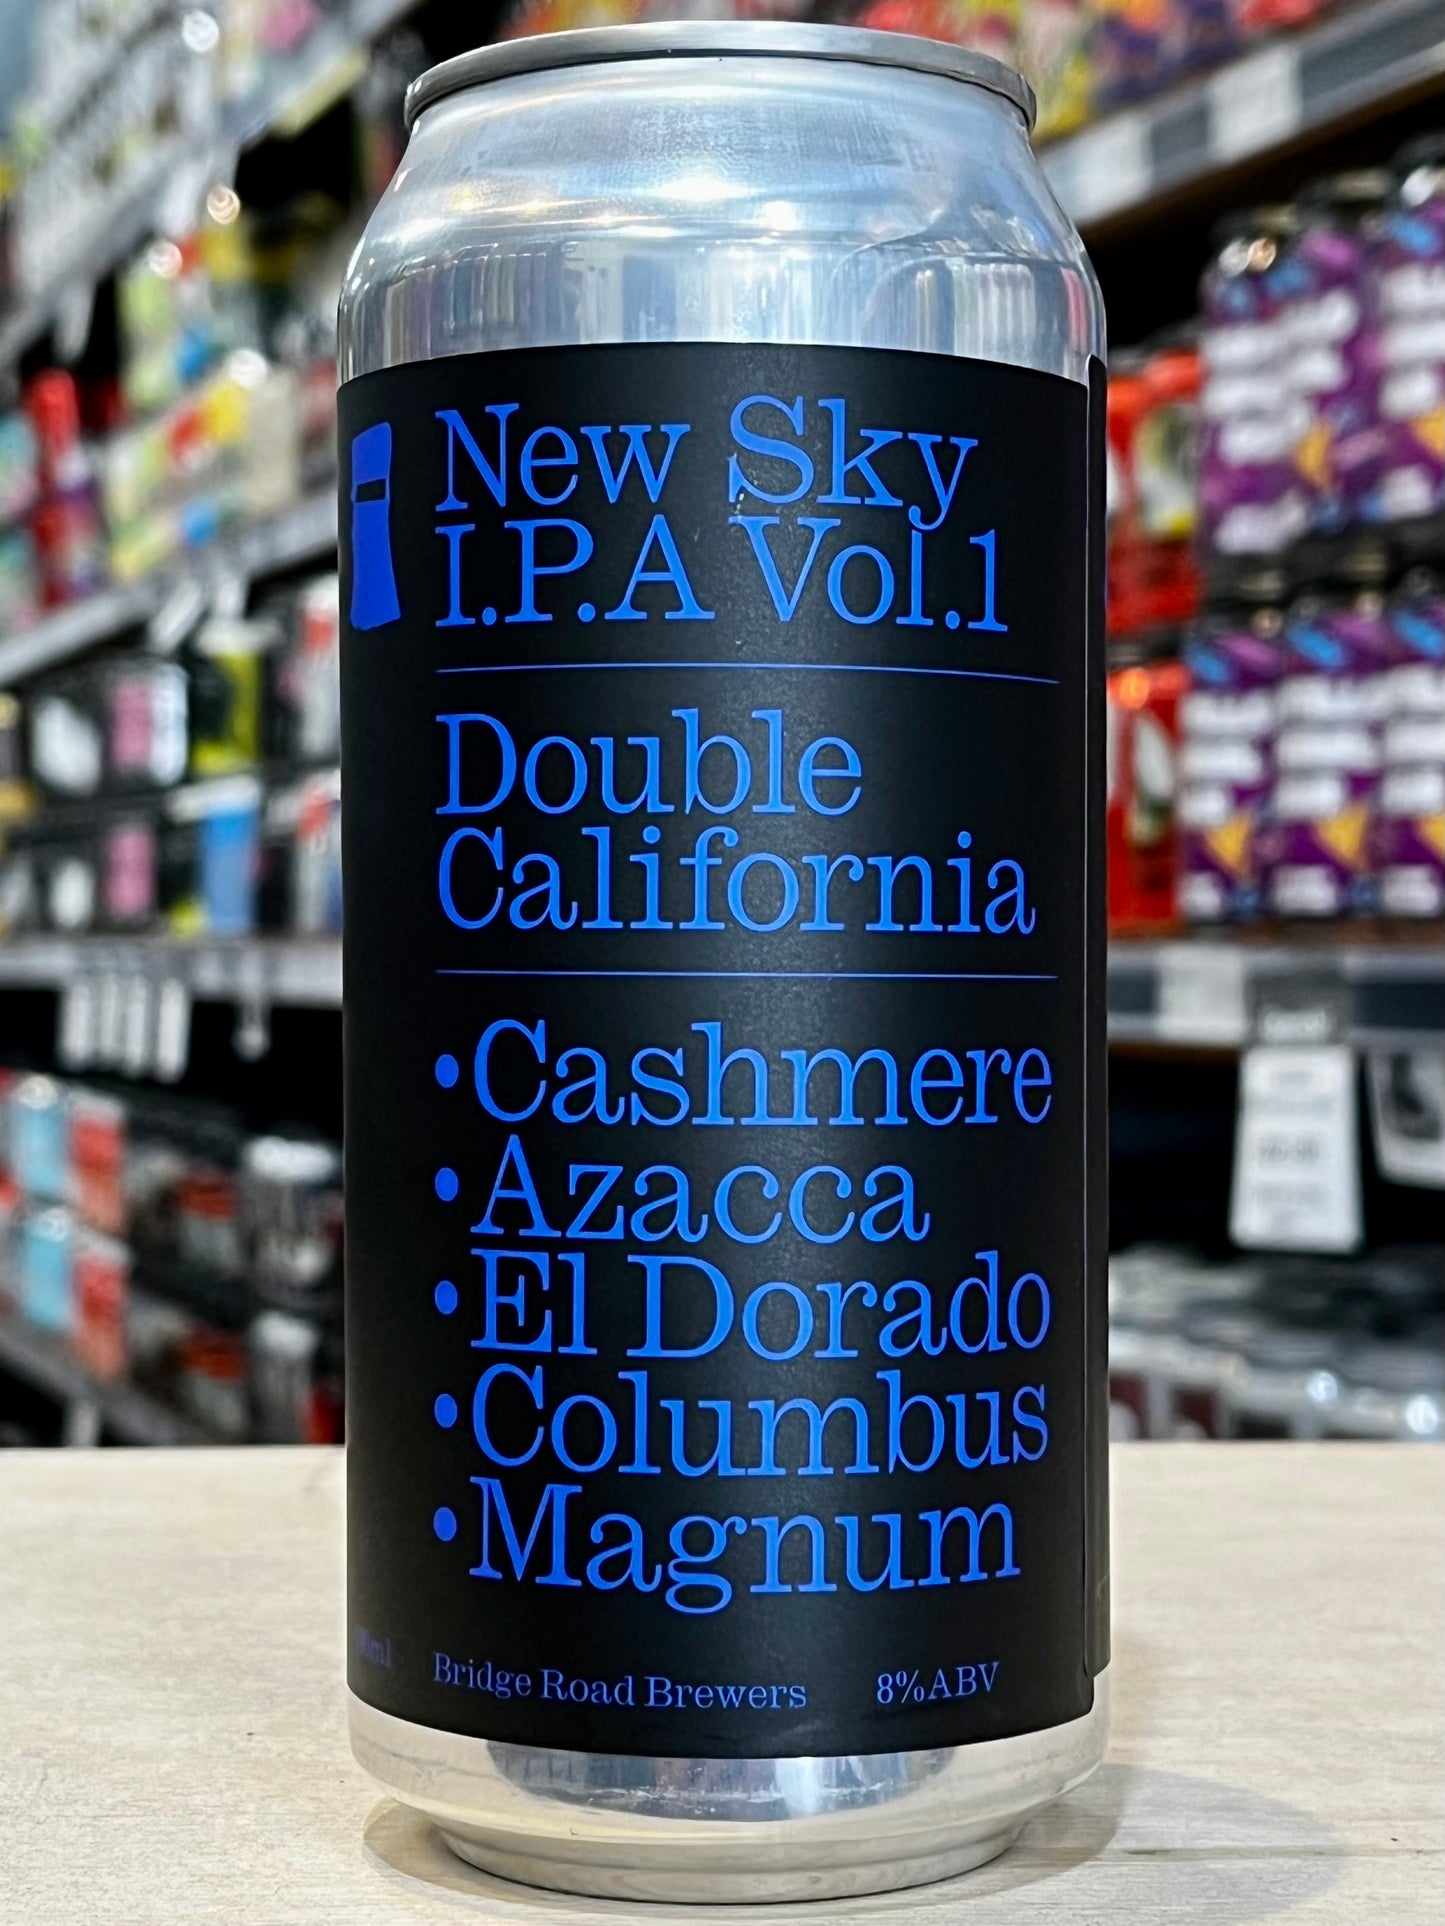 New Sky
I.P.A Vol.1
Double
California
•Cashmere
•Azacca
•El Dorado
•Columbus
•Magnum
Bridge Road Brewers 8%ABV